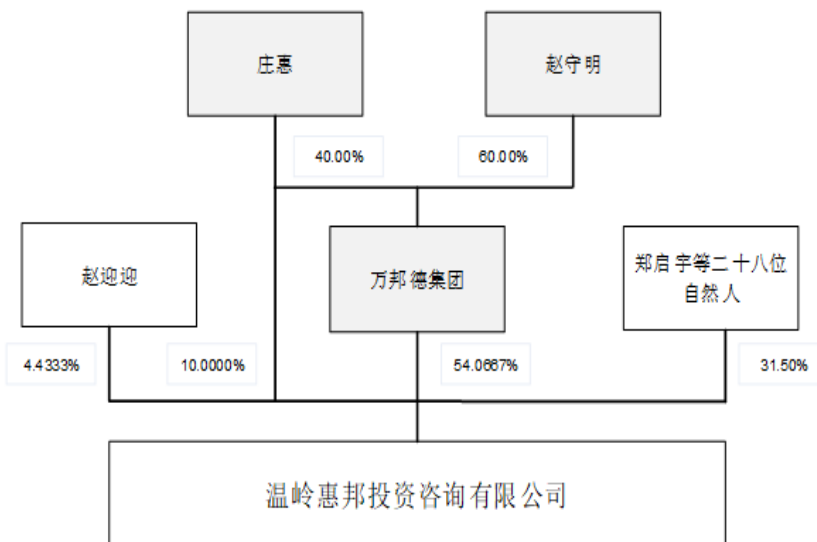 庄惠
赵守明
40.00%
60.00%
赵迎迎
万邦德集团
郑启宇等二十八位
自然人
4.4333%
10.0000%
54.0667%
31.50%
温岭惠邦投资咨询有限公司